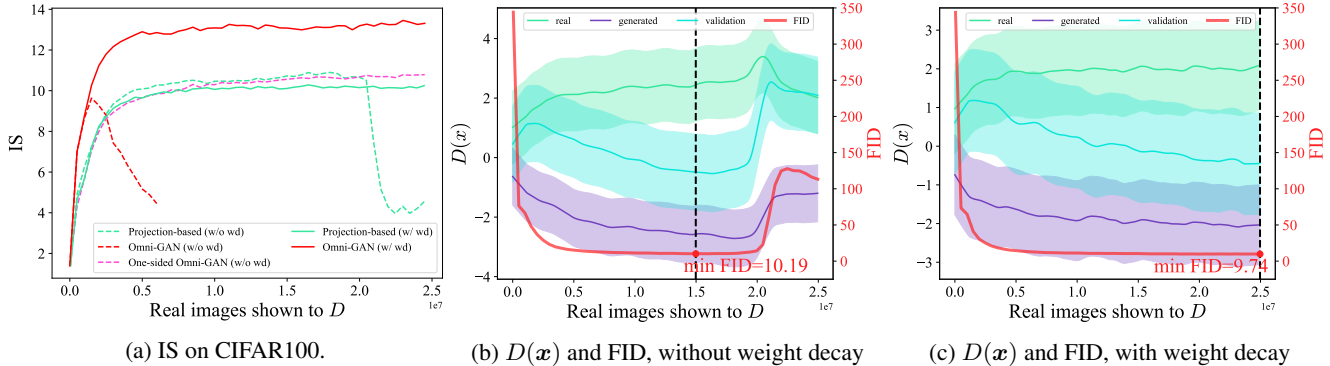 IS
14
12
10
8
6
4
2
Projection-based (w/o wd)
Omni-GAN (w/o wd)
One-sided Omni-GAN (w/o wd)
Projection-based (w/ wd)
Omni-GAN (w/ wd)
0.0 0.5 1.0 1.5 2.0 2.5
1e7
Real images shown to D
(a) IS on CIFAR100.
real generated validation FID
D(x)
4
2
0
−2
−4
FID
350
300
250
200
150
100
50
0
min FID=10.19
0.0 0.5 1.0 1.5 2.0 2.5
1e7
Real images shown to D
(b) D(x) and FID, without weight decay
real generated validation FID
D(x)
3
2
1
0
−1
−2
−3
FID
350
300
250
200
150
100
50
0
min FID=9.74
0.0 0.5 1.0 1.5 2.0 2.5
1e7
Real images shown to D
(c) D(x) and FID, with weight decay